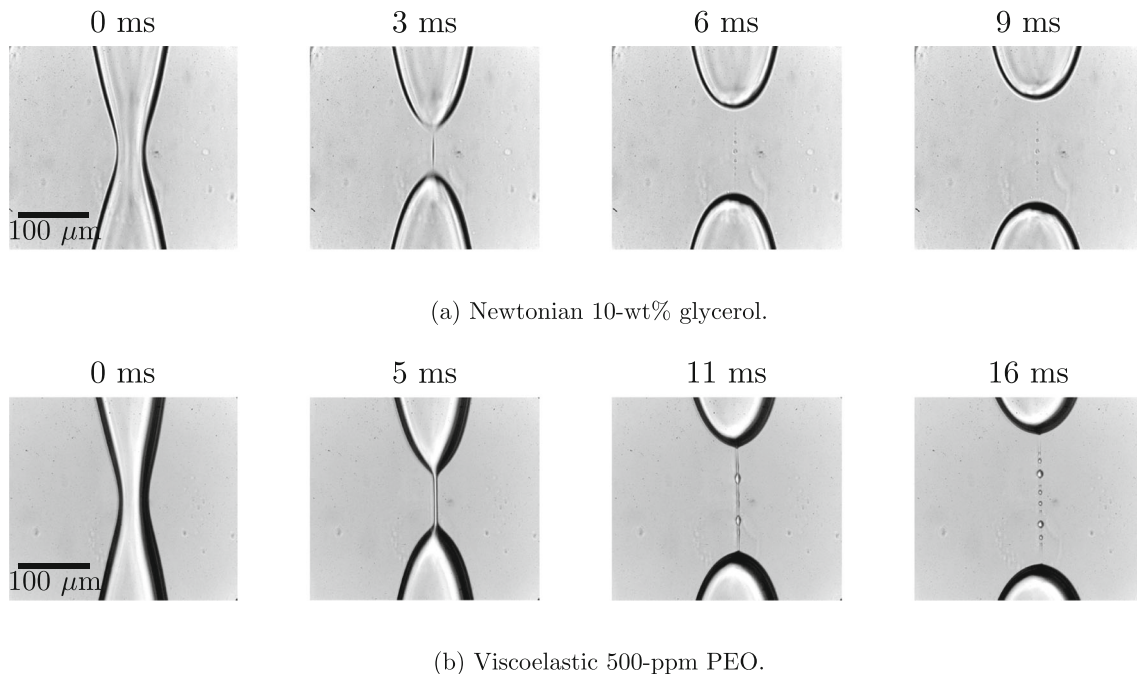 0 ms 3 ms 6 ms 9 ms
100 μm
(a) Newtonian 10-wt% glycerol.
0 ms 5 ms 11 ms 16 ms
100 μm
(b) Viscoelastic 500-ppm PEO.